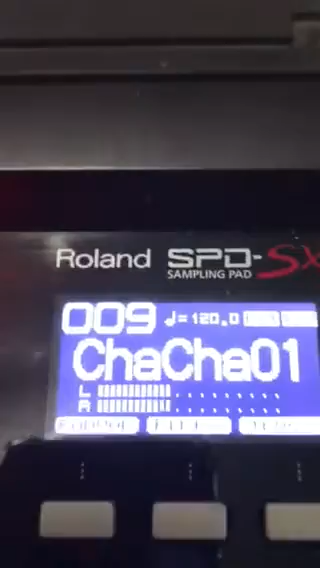 Roland SPD-SX
SAMPLING PAD
009 ♩= 120.0
ChaCha01
L
R